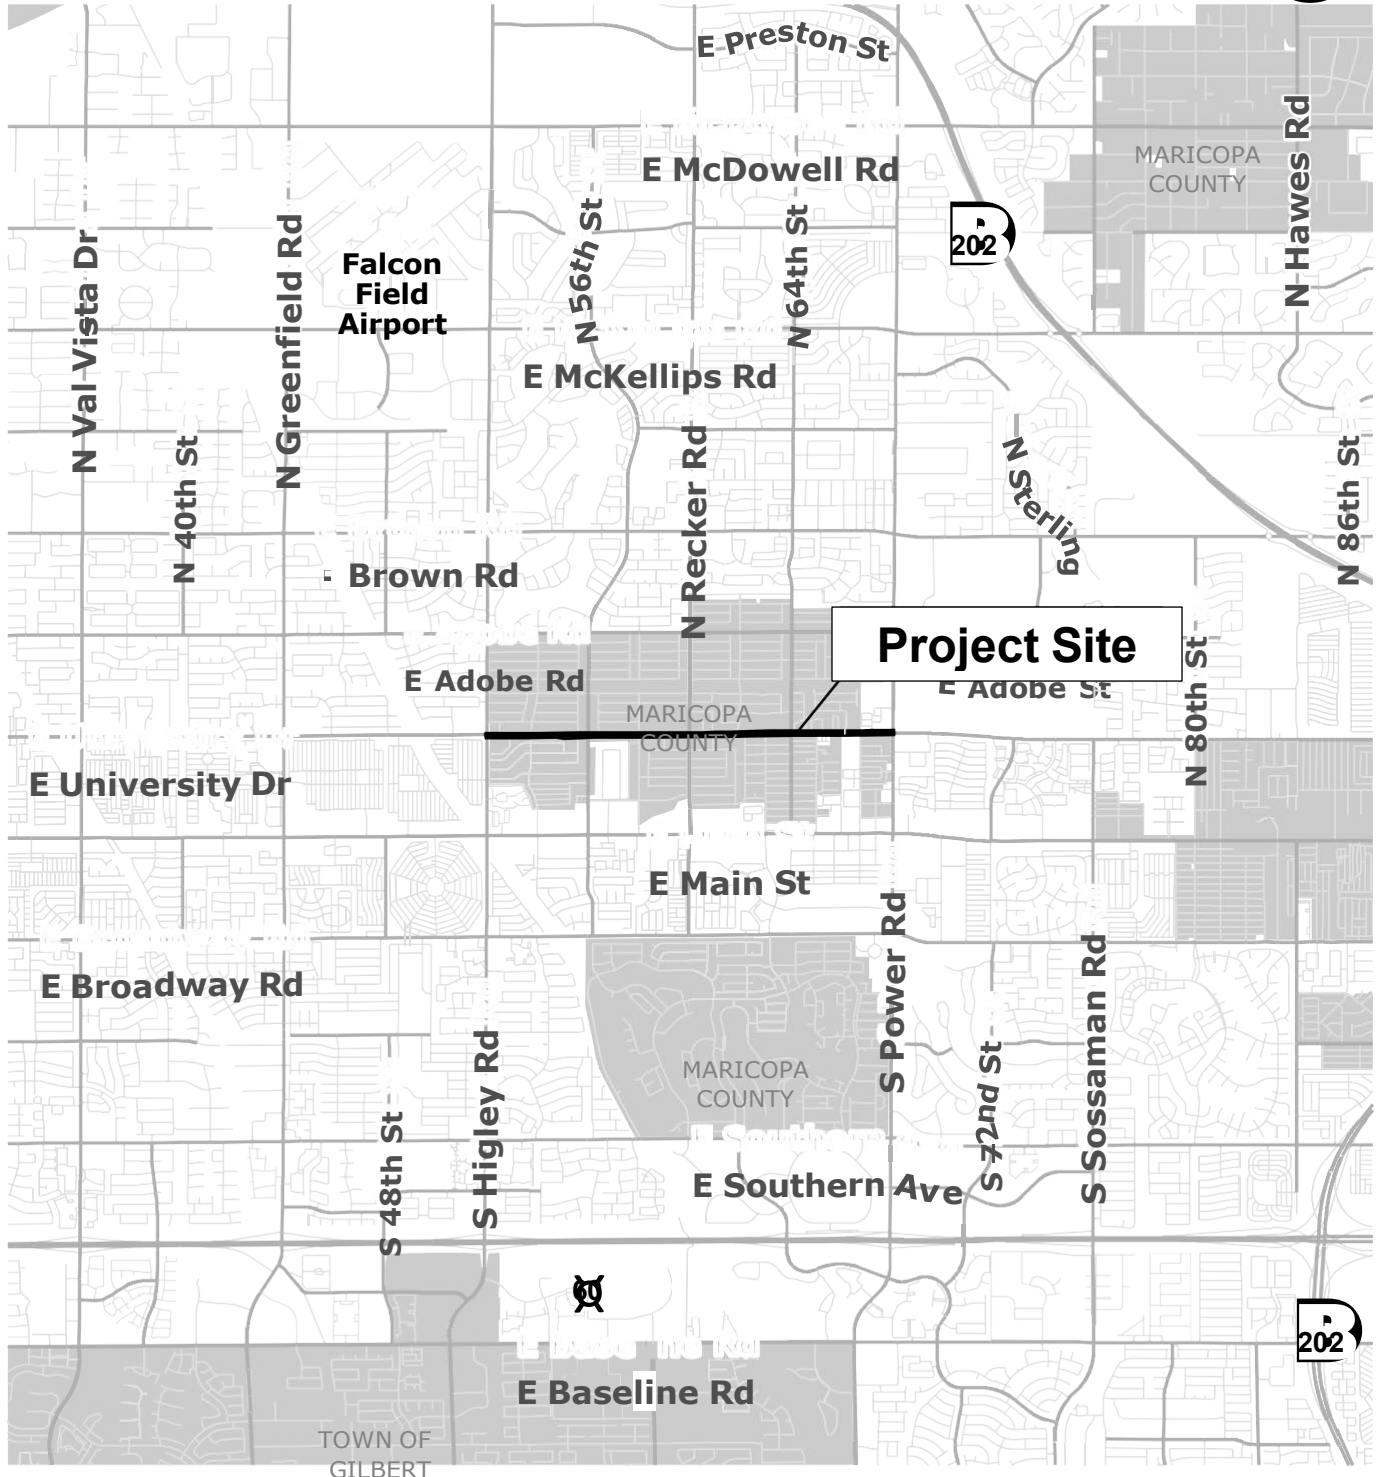 E Preston St
E McDowell Rd
MARICOPA
COUNTY
N Hawes Rd
202
N Val Vista Dr
N Greenfield Rd
Falcon
Field
Airport
N 56th St
N 64th St
E McKellips Rd
N 40th St
N Recker Rd
N Sterling
N 86th St
Brown Rd
Project Site
E Adobe Rd
E Adobe St
N 80th St
MARICOPA
COUNTY
E University Dr
E Main St
S Power Rd
E Broadway Rd
S Sossaman Rd
S Higley Rd
MARICOPA
COUNTY
S 72nd St
S 48th St
E Southern Ave
60
202
E Baseline Rd
TOWN OF
GILBERT